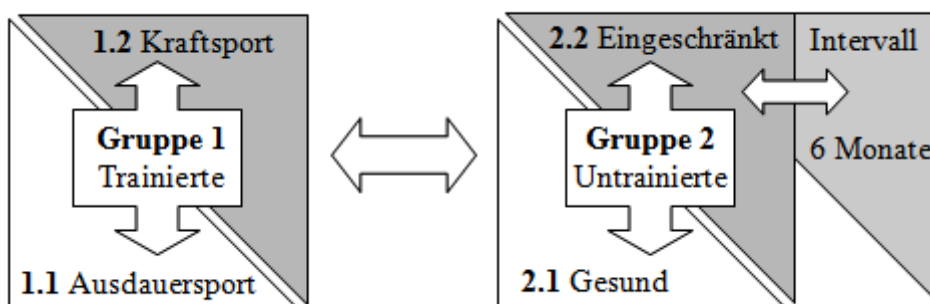 1.2 Kraftsport
Gruppe 1
Trainierte
1.1 Ausdauersport
2.2 Eingeschränkt
Gruppe 2
Untrainierte
2.1 Gesund
Intervall
6 Monate